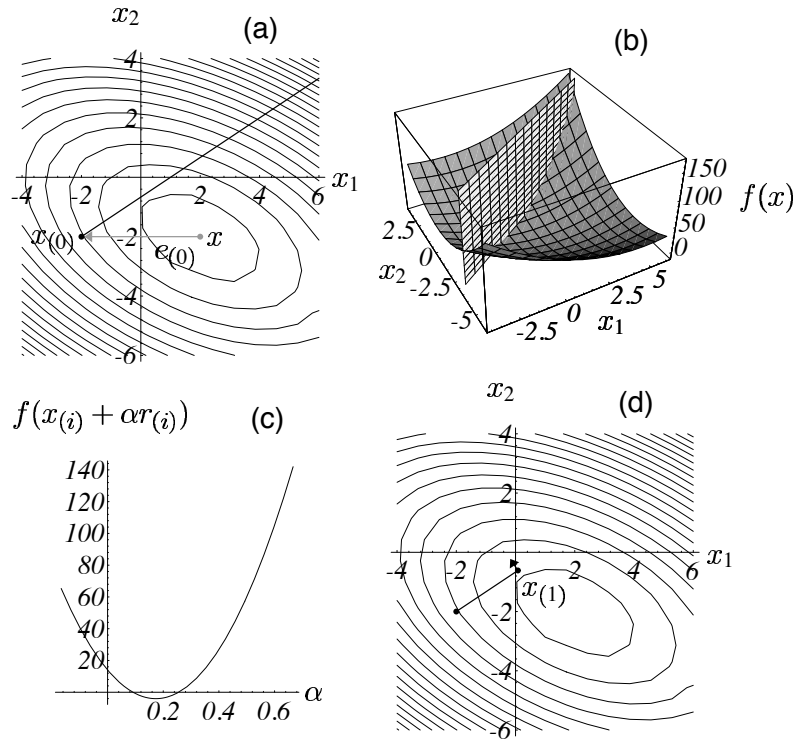 (a)
x₂
4
2
-4 -2 2 4 6 x₁
x₍₀₎ -2 e₍₀₎ x
-4
-6
(b)
150
100
50
0
f(x)
2.5
0
-2.5
-5
x₂
-2.5 0 2.5 5
x₁
(c)
f(x₍ᵢ₎ + αr₍ᵢ₎)
140
120
100
80
60
40
20
0.2 0.4 0.6 α
(d)
x₂
4
2
-4 -2 2 4 6 x₁
x₍₁₎
-2
-4
-6